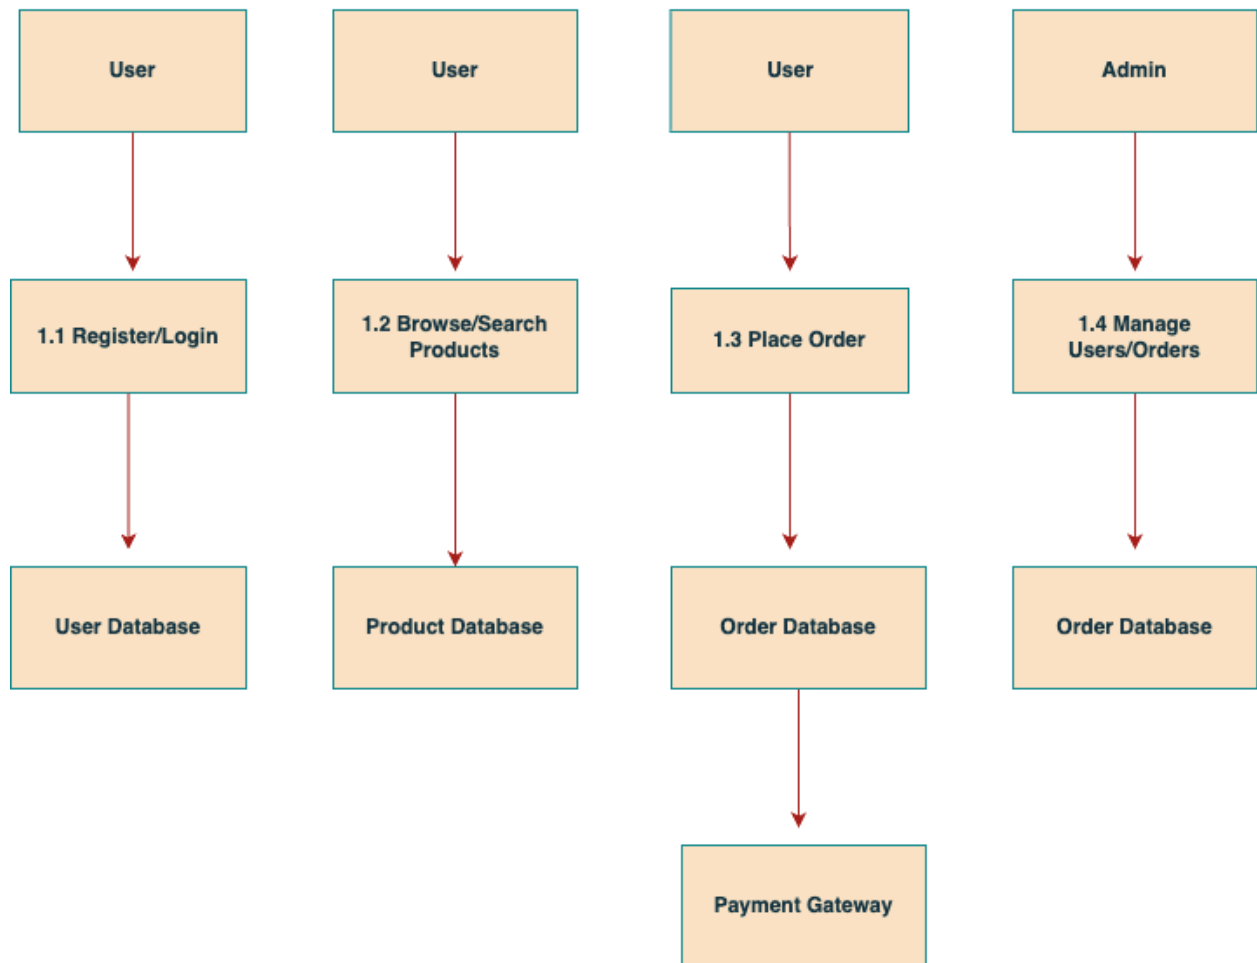 User
User
User
Admin
1.1 Register/Login
1.2 Browse/Search
Products
1.3 Place Order
1.4 Manage
Users/Orders
User Database
Product Database
Order Database
Order Database
Payment Gateway